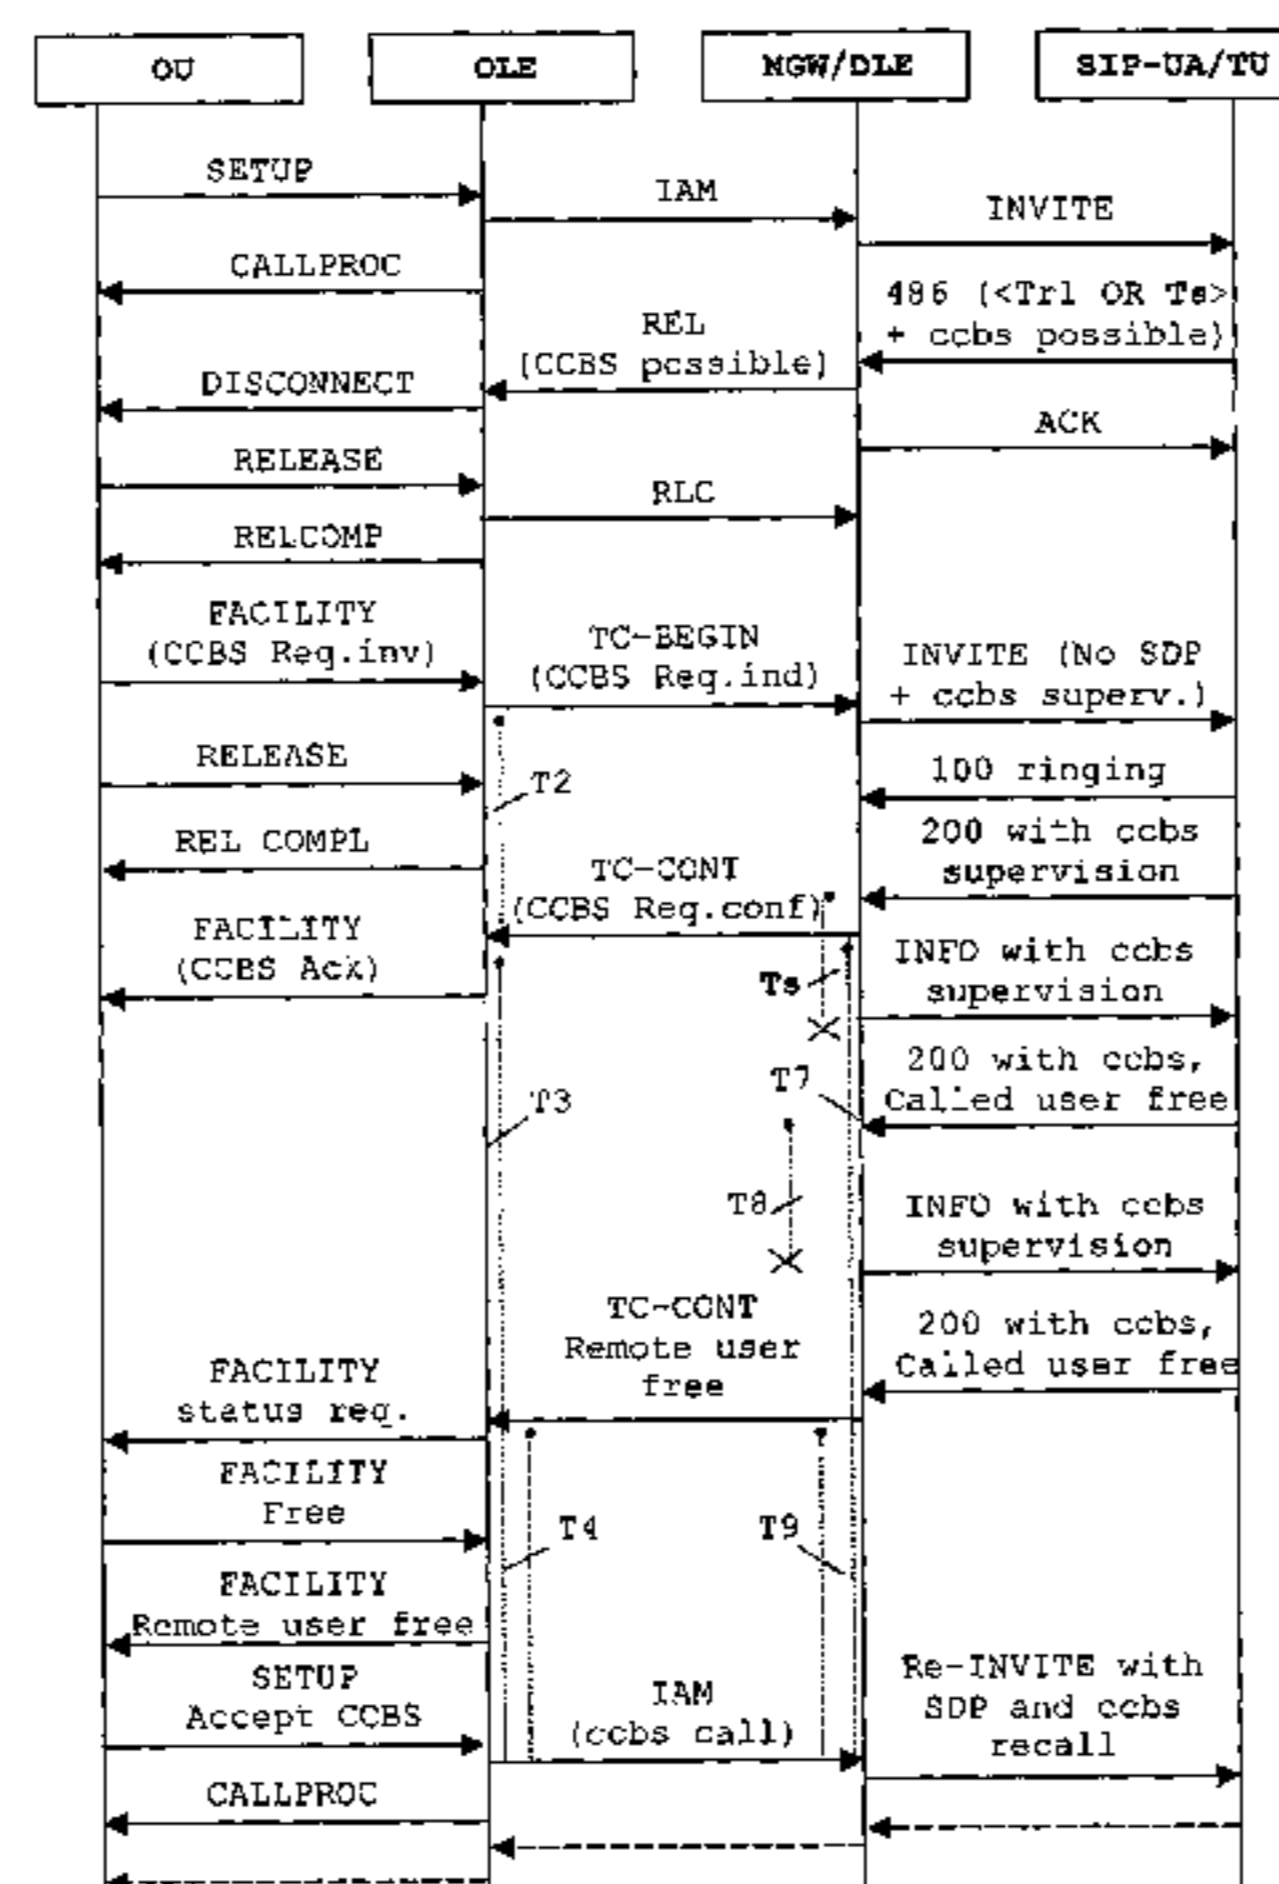 OU
OLE
MGW/DLE
SIP-UA/TU
SETUP
IAM
INVITE
CALLPROC
486 (<Trl OR Ts>
+ ccbs possible)
REL
(CCBS possible)
DISCONNECT
ACK
RELEASE
RLC
RELCOMP
FACILITY
(CCBS Req.inv)
TC-BEGIN
(CCBS Req.ind)
INVITE (No SDP
+ ccbs superv.)
RELEASE
T2
100 ringing
REL COMPL
200 with ccbs
supervision
TC-CONT
(CCBS Req.conf)
FACILITY
(CCBS Ack)
Ts
INFO with ccbs
supervision
T3
T7
200 with ccbs,
Called user free
T8
INFO with ccbs
supervision
TC-CONT
Remote user
free
200 with ccbs,
Called user free
FACILITY
status req.
FACILITY
Free
T4
T9
FACILITY
Remote user free
SETUP
Accept CCBS
IAM
(ccbs call)
Re-INVITE with
SDP and ccbs
recall
CALLPROC